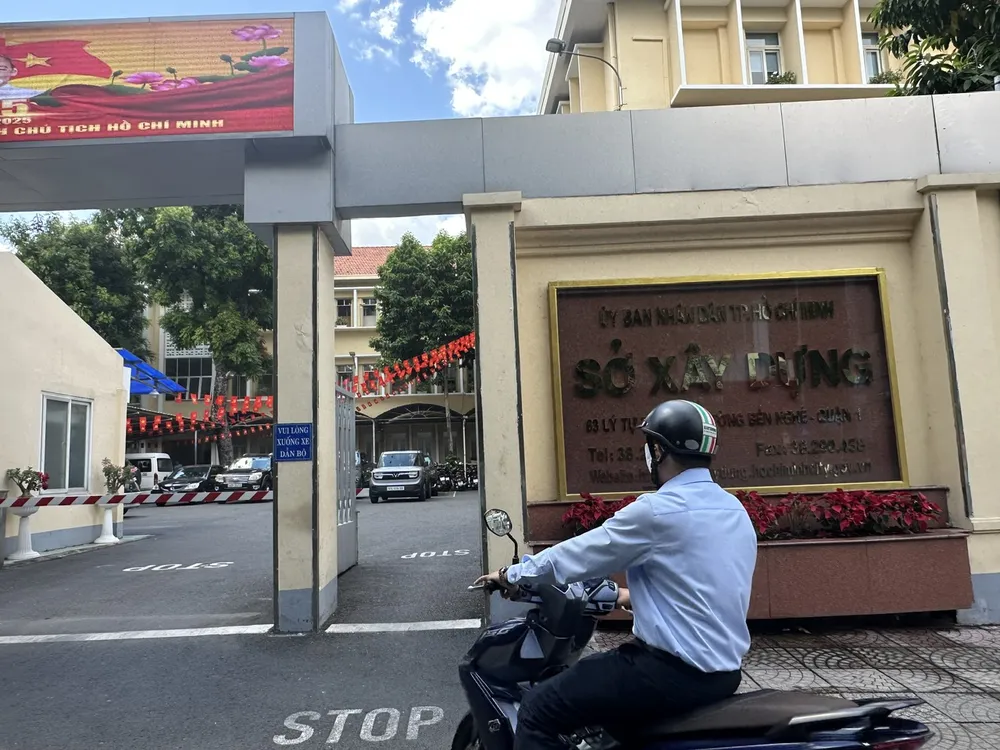 5
2025
H CHỦ TỊCH HỒ CHÍ MINH
ỦY BAN NHÂN DÂN TP.HỒ CHÍ MINH
SỞ XÂY DỰNG
63 LÝ TỰ BẾN NGHÉ - QUẬN 1
Tel: 38.2 Fax: 38.290.458
Website
VUI LÒNG
XUỐNG XE
DẪN BỘ
STOP
STOP
STOP